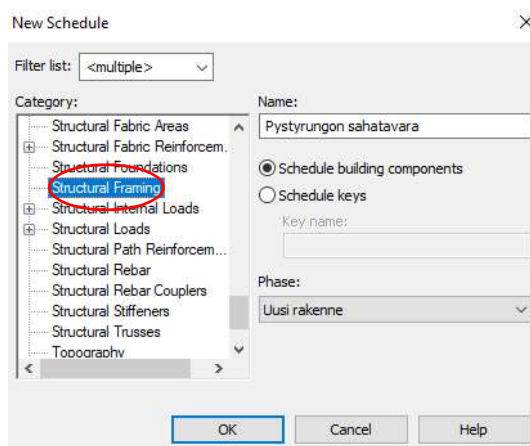 New Schedule
Filter list: <multiple>
Category:
Structural Fabric Areas
Structural Fabric Reinforcem.
Structural Foundations
Structural Framing
Structural Internal Loads
Structural Loads
Structural Path Reinforcem...
Structural Rebar
Structural Rebar Couplers
Structural Stiffeners
Structural Trusses
Topography
Name:
Pystyrungon sahatavara
Schedule building components
Schedule keys
Key name:
Phase:
Uusi rakenne
OK Cancel Help